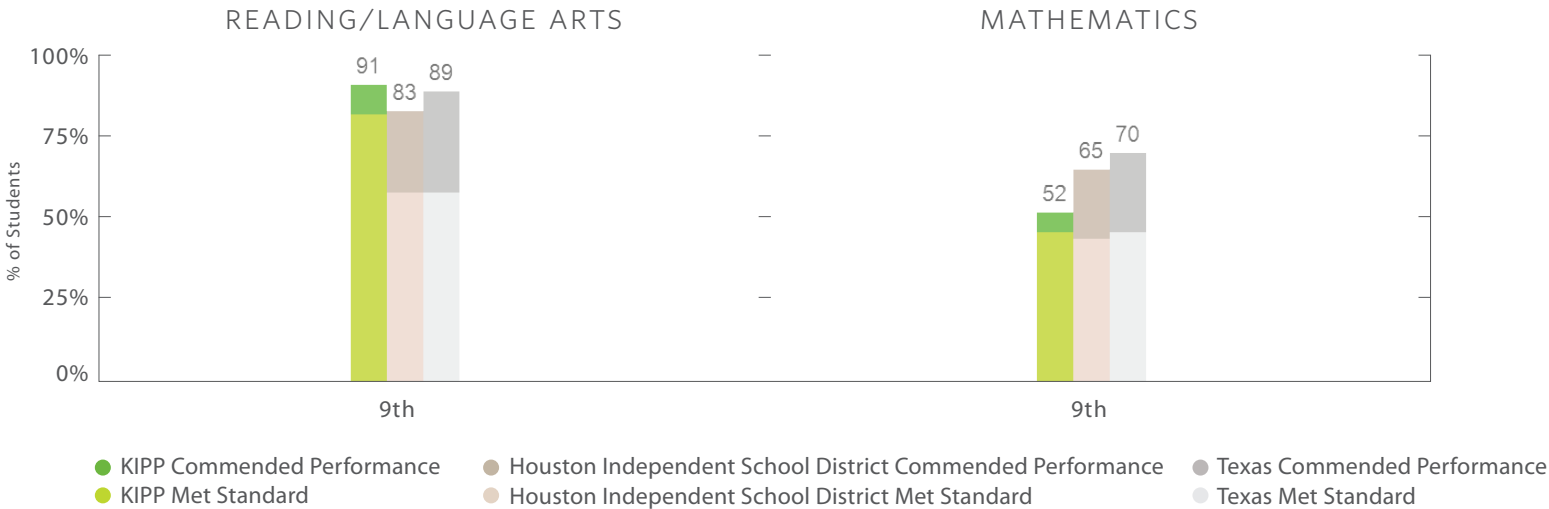 READING/LANGUAGE ARTS
MATHEMATICS
% of Students
100%
75%
50%
25%
0%
91
83
89
9th
52
65
70
9th
KIPP Commended Performance
KIPP Met Standard
Houston Independent School District Commended Performance
Houston Independent School District Met Standard
Texas Commended Performance
Texas Met Standard